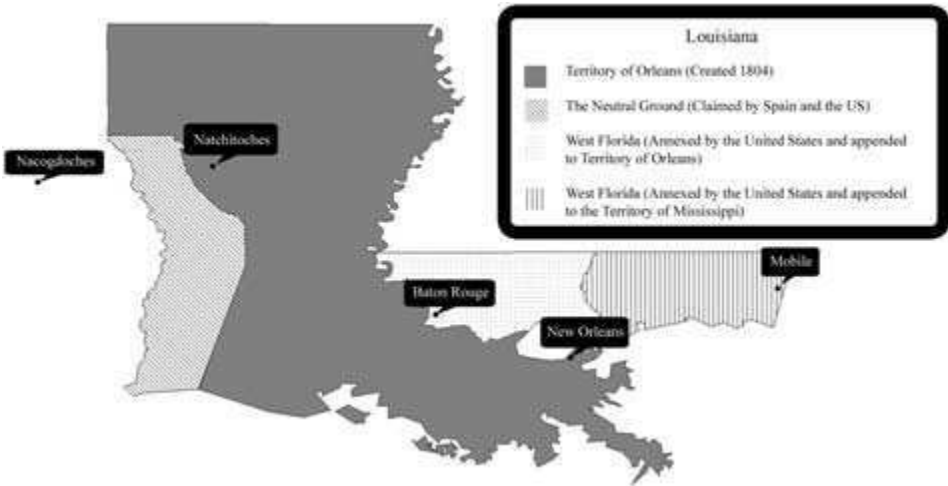 Louisiana
Territory of Orleans (Created 1804)
The Neutral Ground (Claimed by Spain and the US)
West Florida (Annexed by the United States and appended
to Territory of Orleans)
West Florida (Annexed by the United States and appended
to the Territory of Mississippi)
Natchitoches
Nacogdoches
Mobile
Baton Rouge
New Orleans